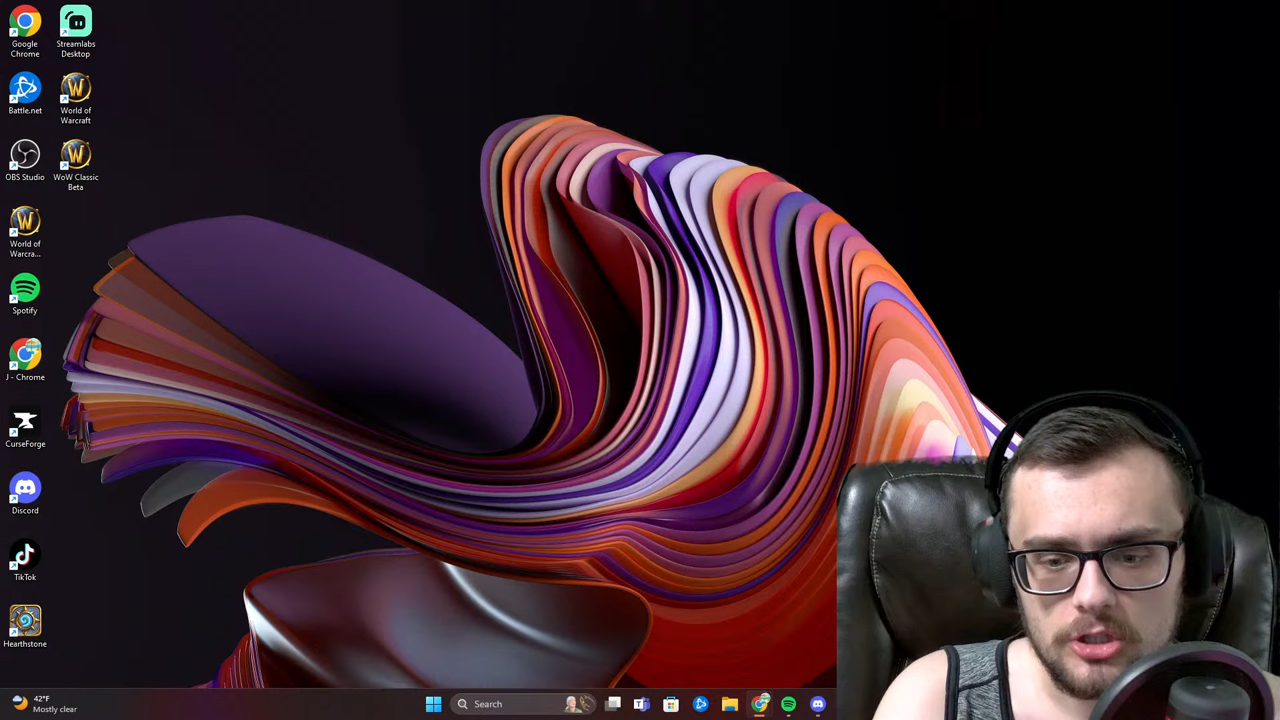 Google
Chrome
Streamlabs
Desktop
Battle.net
World of
Warcraft
OBS Studio
WoW Classic
Beta
World of
Warcra...
Spotify
J - Chrome
CurseForge
Discord
TikTok
Hearthstone
42°F
Mostly clear
Search